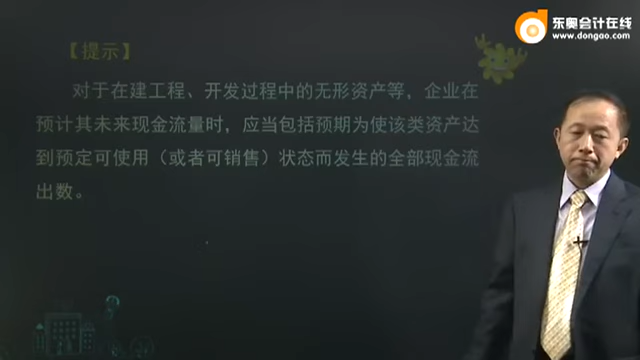 东奥会计在线
www.dongao.com
【提示】
对于在建工程、开发过程中的无形资产等，企业在
预计其未来现金流量时，应当包括预期为使该类资产达
到预定可使用（或者可销售）状态而发生的全部现金流
出数。